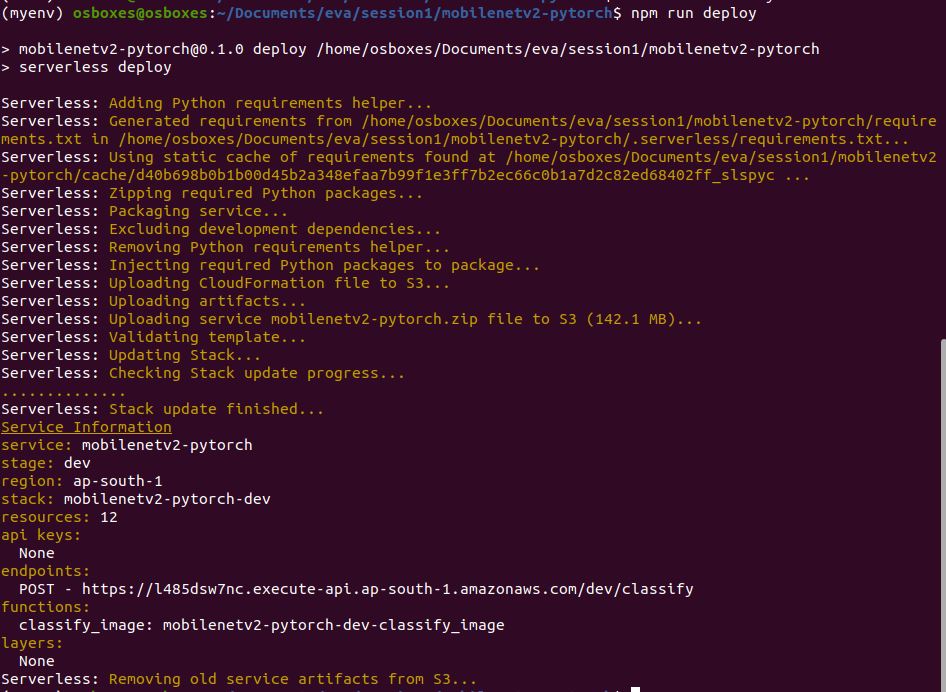 (myenv) osboxes@osboxes:~/Documents/eva/session1/mobilenetv2-pytorch$ npm run deploy
> mobilenetv2-pytorch@0.1.0 deploy /home/osboxes/Documents/eva/session1/mobilenetv2-pytorch
> serverless deploy
Serverless: Adding Python requirements helper...
Serverless: Generated requirements from /home/osboxes/Documents/eva/session1/mobilenetv2-pytorch/require
ments.txt in /home/osboxes/Documents/eva/session1/mobilenetv2-pytorch/.serverless/requirements.txt...
Serverless: Using static cache of requirements found at /home/osboxes/Documents/eva/session1/mobilenetv2
-pytorch/cache/d40b698b0b1b00d45b2a348efaa7b99f1e3ff7b2ec66c0b1a7d2c82ed68402ff_slspyc ...
Serverless: Zipping required Python packages...
Serverless: Packaging service...
Serverless: Excluding development dependencies...
Serverless: Removing Python requirements helper...
Serverless: Injecting required Python packages to package...
Serverless: Uploading CloudFormation file to S3...
Serverless: Uploading artifacts...
Serverless: Uploading service mobilenetv2-pytorch.zip file to S3 (142.1 MB)...
Serverless: Validating template...
Serverless: Updating Stack...
Serverless: Checking Stack update progress...
..............
Serverless: Stack update finished...
Service Information
service: mobilenetv2-pytorch
stage: dev
region: ap-south-1
stack: mobilenetv2-pytorch-dev
resources: 12
api keys:
  None
endpoints:
  POST - https://l485dsw7nc.execute-api.ap-south-1.amazonaws.com/dev/classify
functions:
  classify_image: mobilenetv2-pytorch-dev-classify_image
layers:
  None
Serverless: Removing old service artifacts from S3...